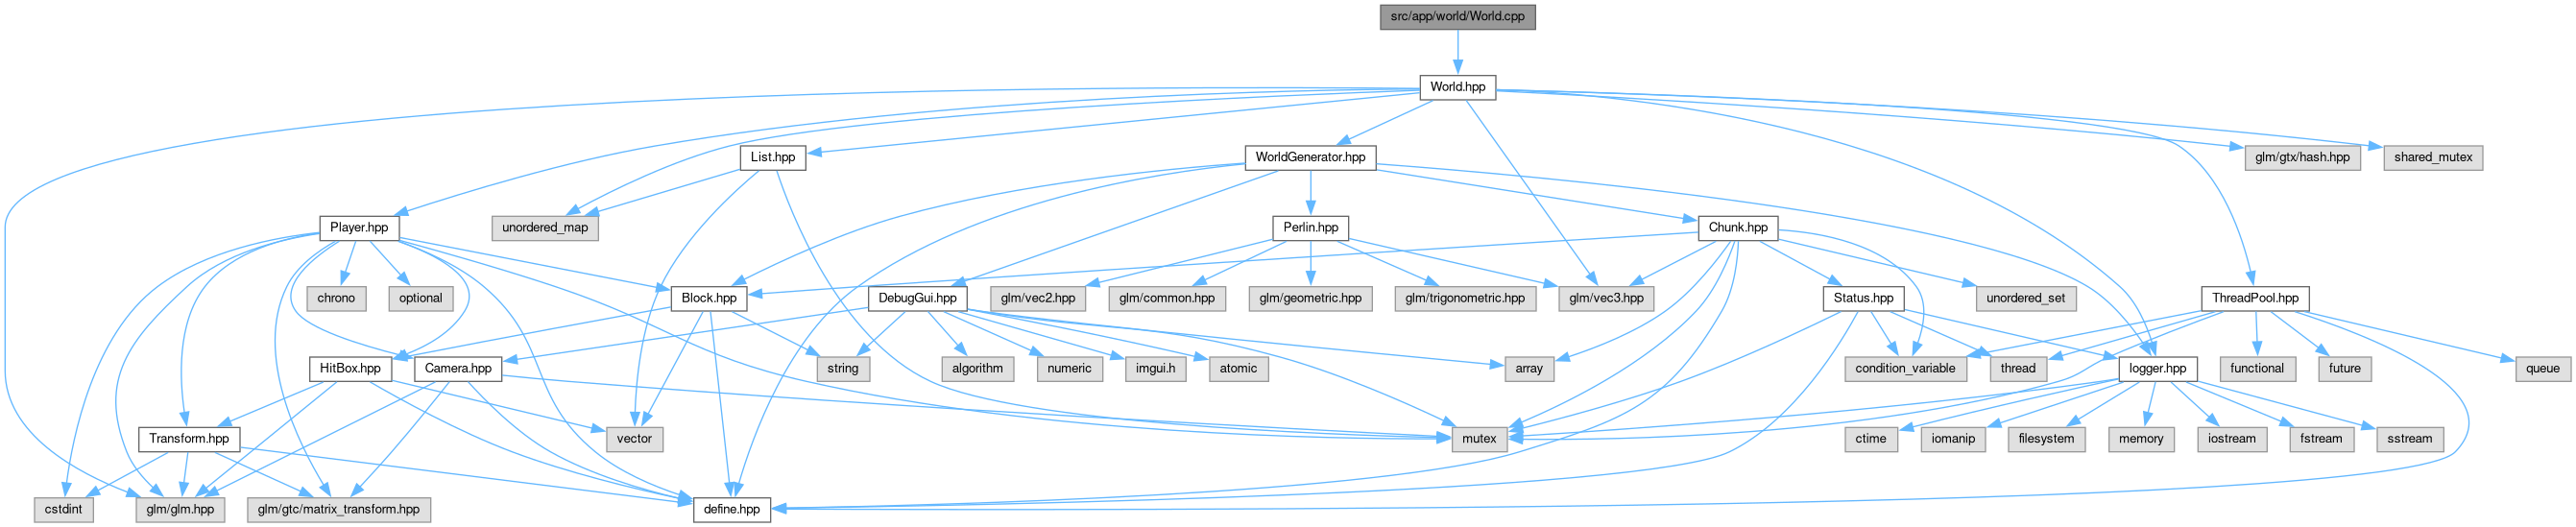 src/app/world/World.cpp
World.hpp
List.hpp
WorldGenerator.hpp
glm/gtx/hash.hpp
shared_mutex
Player.hpp
unordered_map
Perlin.hpp
Chunk.hpp
chrono
optional
Block.hpp
DebugGui.hpp
glm/vec2.hpp
glm/common.hpp
glm/geometric.hpp
glm/trigonometric.hpp
glm/vec3.hpp
Status.hpp
unordered_set
ThreadPool.hpp
HitBox.hpp
Camera.hpp
string
algorithm
numeric
imgui.h
atomic
array
condition_variable
thread
logger.hpp
functional
future
queue
Transform.hpp
vector
mutex
ctime
iomanip
filesystem
memory
iostream
fstream
sstream
cstdint
glm/glm.hpp
glm/gtc/matrix_transform.hpp
define.hpp